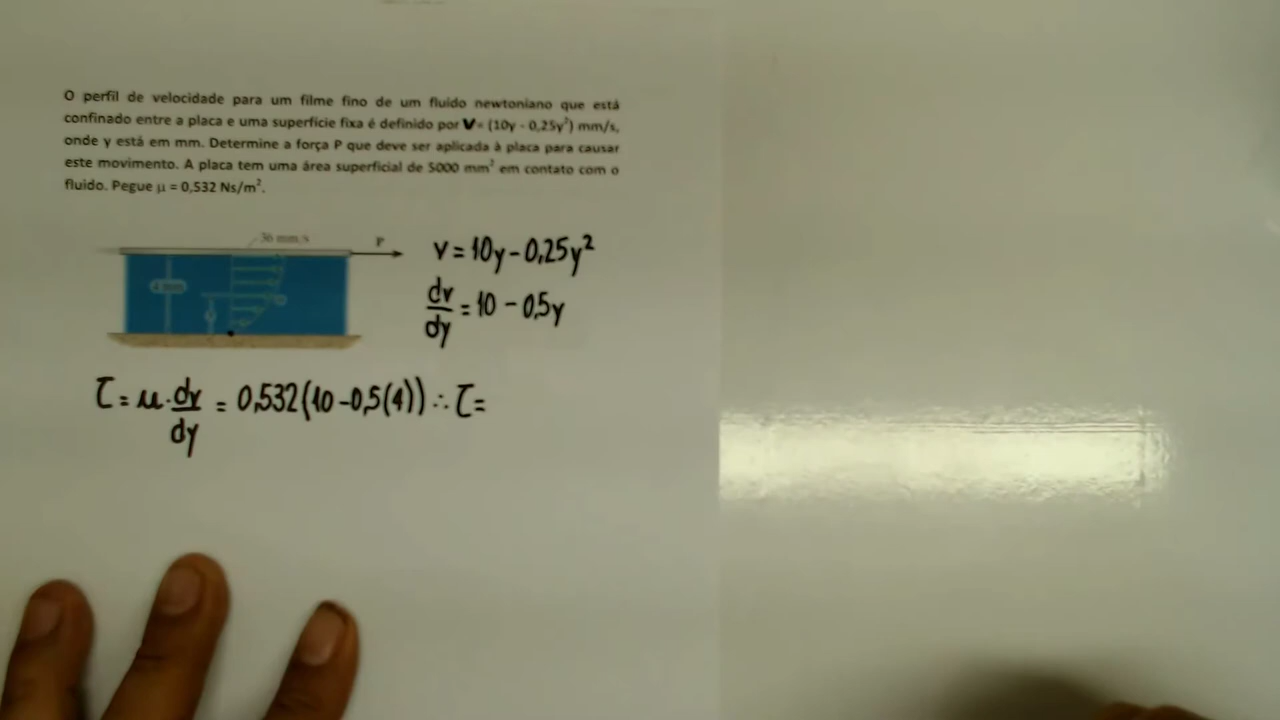 O perfil de velocidade para um filme fino de um fluido newtoniano que está
confinado entre a placa e uma superfície fixa é definido por V= (10y - 0,25y²) mm/s,
onde y está em mm. Determine a força P que deve ser aplicada à placa para causar
este movimento. A placa tem uma área superficial de 5000 mm² em contato com o
fluido. Pegue μ = 0,532 Ns/m².
36 mm/s P
4 mm
v = 10y - 0,25y²
dv/dy = 10 - 0,5y
τ = μ · dv/dy = 0,532(10 - 0,5(4)) ∴ τ =